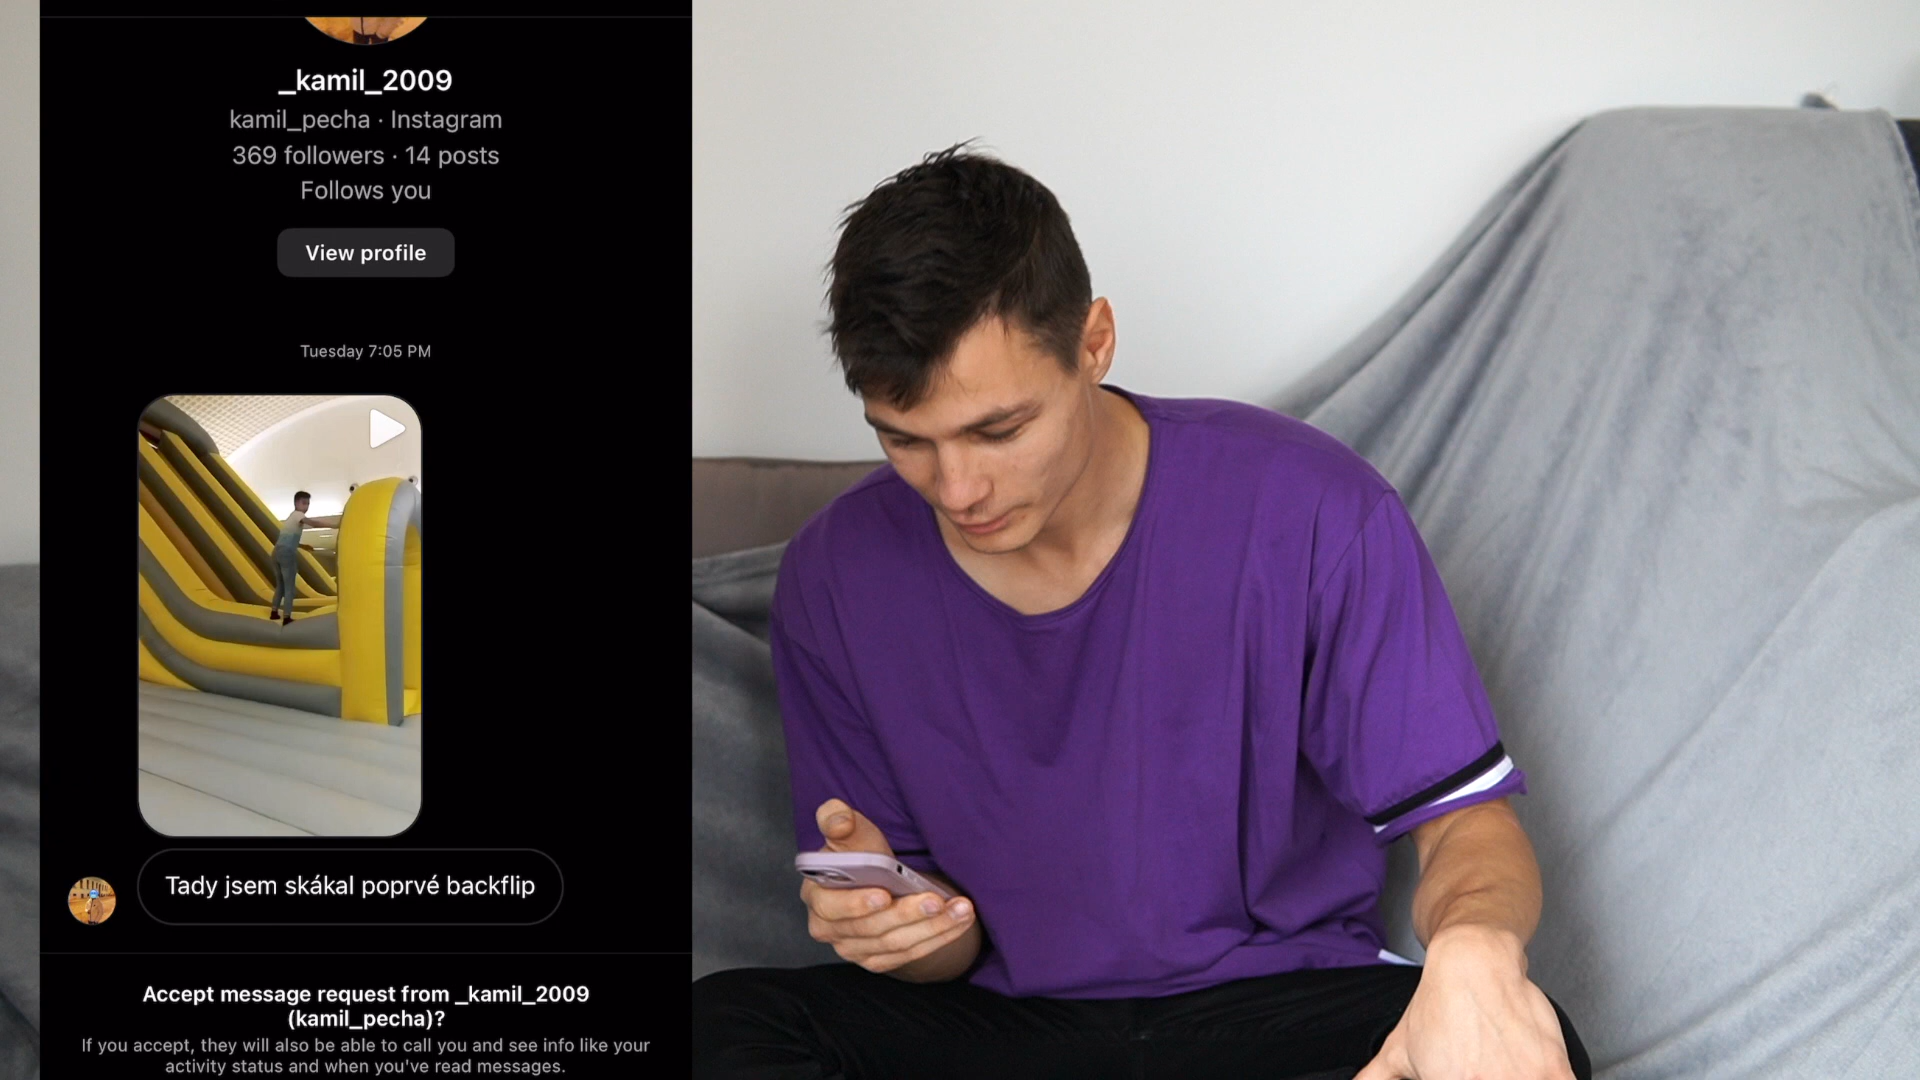 _kamil_2009
kamil_pecha · Instagram
369 followers · 14 posts
Follows you
View profile
Tuesday 7:05 PM
Tady jsem skákal poprvé backflip
Accept message request from _kamil_2009
(kamil_pecha)?
If you accept, they will also be able to call you and see info like your
activity status and when you've read messages.